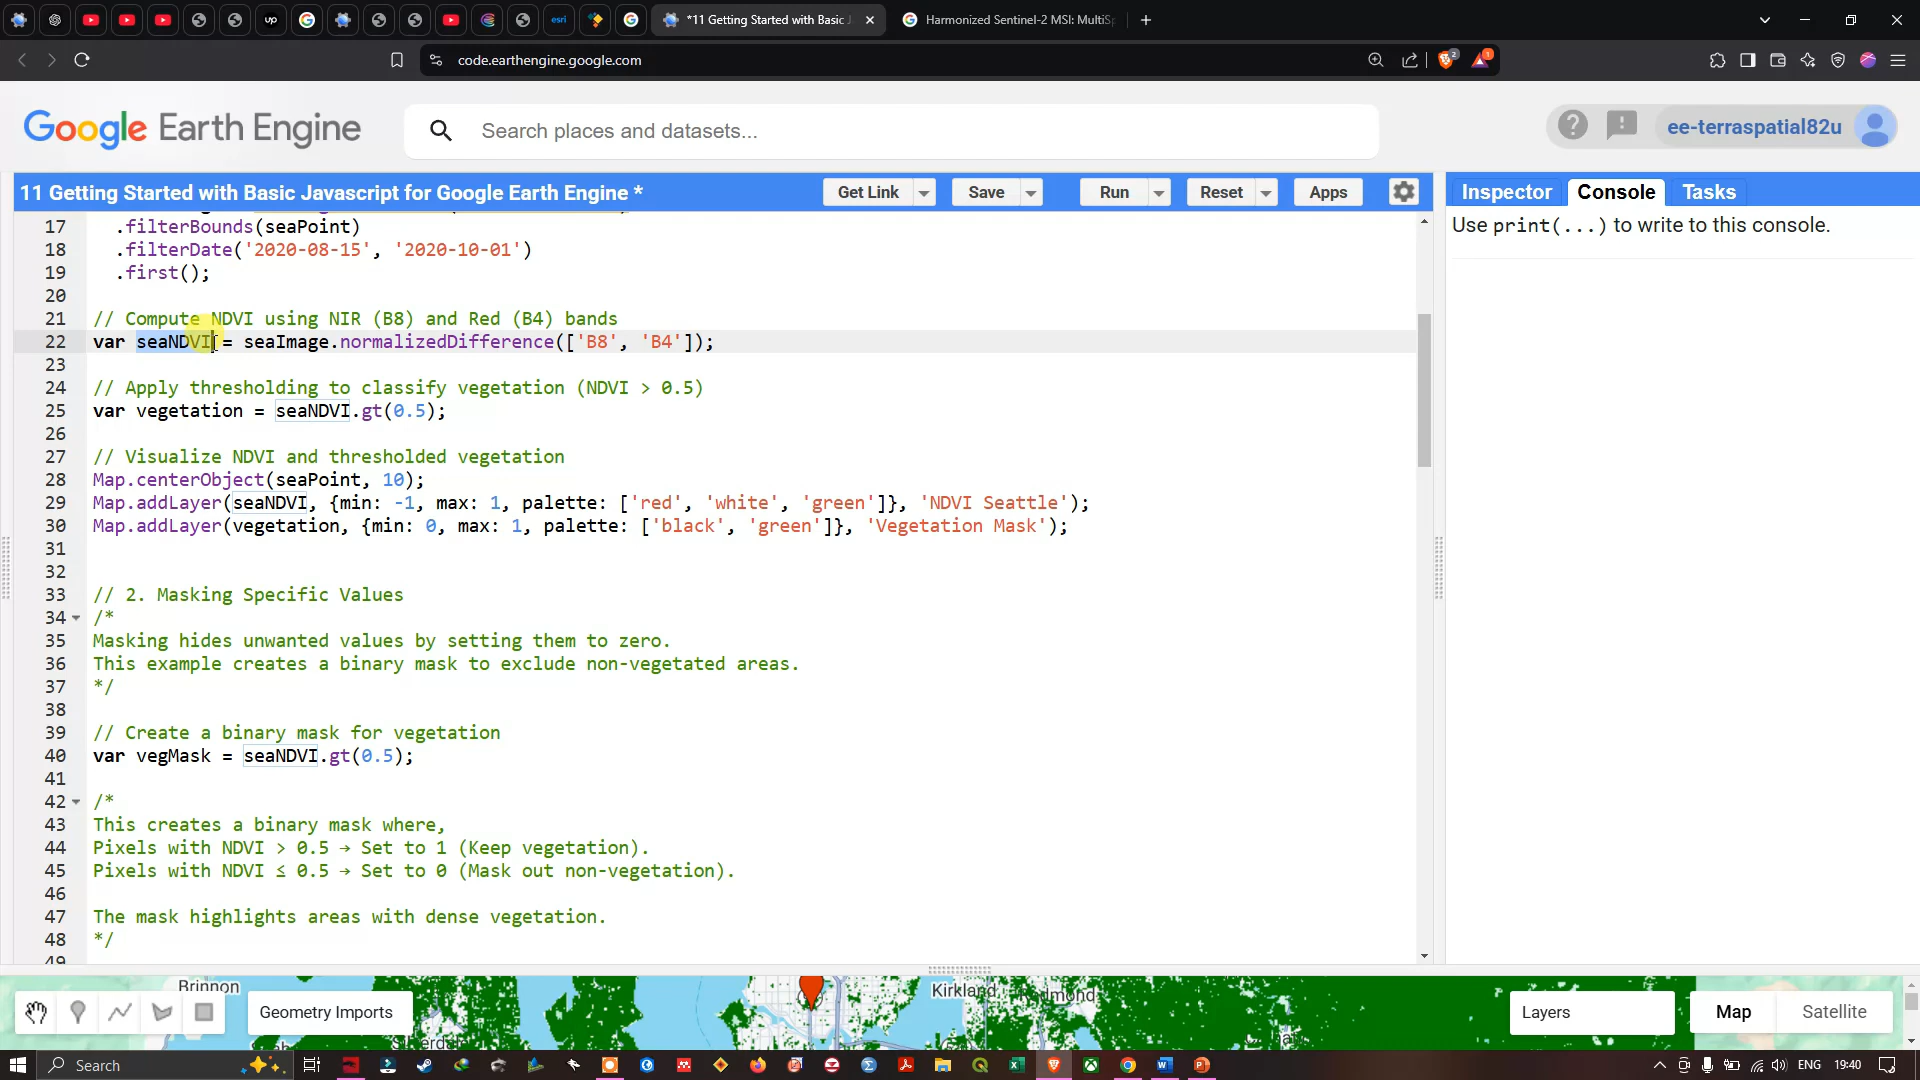 up
esri
*11 Getting Started with Basic J
Harmonized Sentinel-2 MSI: MultiSp
code.earthengine.google.com
2
1
Google Earth Engine
Search places and datasets...
ee-terraspatial82u
11 Getting Started with Basic Javascript for Google Earth Engine *
Get Link
Save
Run
Reset
Apps
Inspector
Console
Tasks
Use print(...) to write to this console.
17 .filterBounds(seaPoint)
18 .filterDate('2020-08-15', '2020-10-01')
19 .first();
20
21 // Compute NDVI using NIR (B8) and Red (B4) bands
22 var seaNDVI = seaImage.normalizedDifference(['B8', 'B4']);
23
24 // Apply thresholding to classify vegetation (NDVI > 0.5)
25 var vegetation = seaNDVI.gt(0.5);
26
27 // Visualize NDVI and thresholded vegetation
28 Map.centerObject(seaPoint, 10);
29 Map.addLayer(seaNDVI, {min: -1, max: 1, palette: ['red', 'white', 'green']}, 'NDVI Seattle');
30 Map.addLayer(vegetation, {min: 0, max: 1, palette: ['black', 'green']}, 'Vegetation Mask');
31
32
33 // 2. Masking Specific Values
34 /*
35 Masking hides unwanted values by setting them to zero.
36 This example creates a binary mask to exclude non-vegetated areas.
37 */
38
39 // Create a binary mask for vegetation
40 var vegMask = seaNDVI.gt(0.5);
41
42 /*
43 This creates a binary mask where,
44 Pixels with NDVI > 0.5 → Set to 1 (Keep vegetation).
45 Pixels with NDVI ≤ 0.5 → Set to 0 (Mask out non-vegetation).
46
47 The mask highlights areas with dense vegetation.
48 */
49
Brinnon
Kirkland
Redmond
Geometry Imports
Layers
Map
Satellite
Search
ENG
19:40